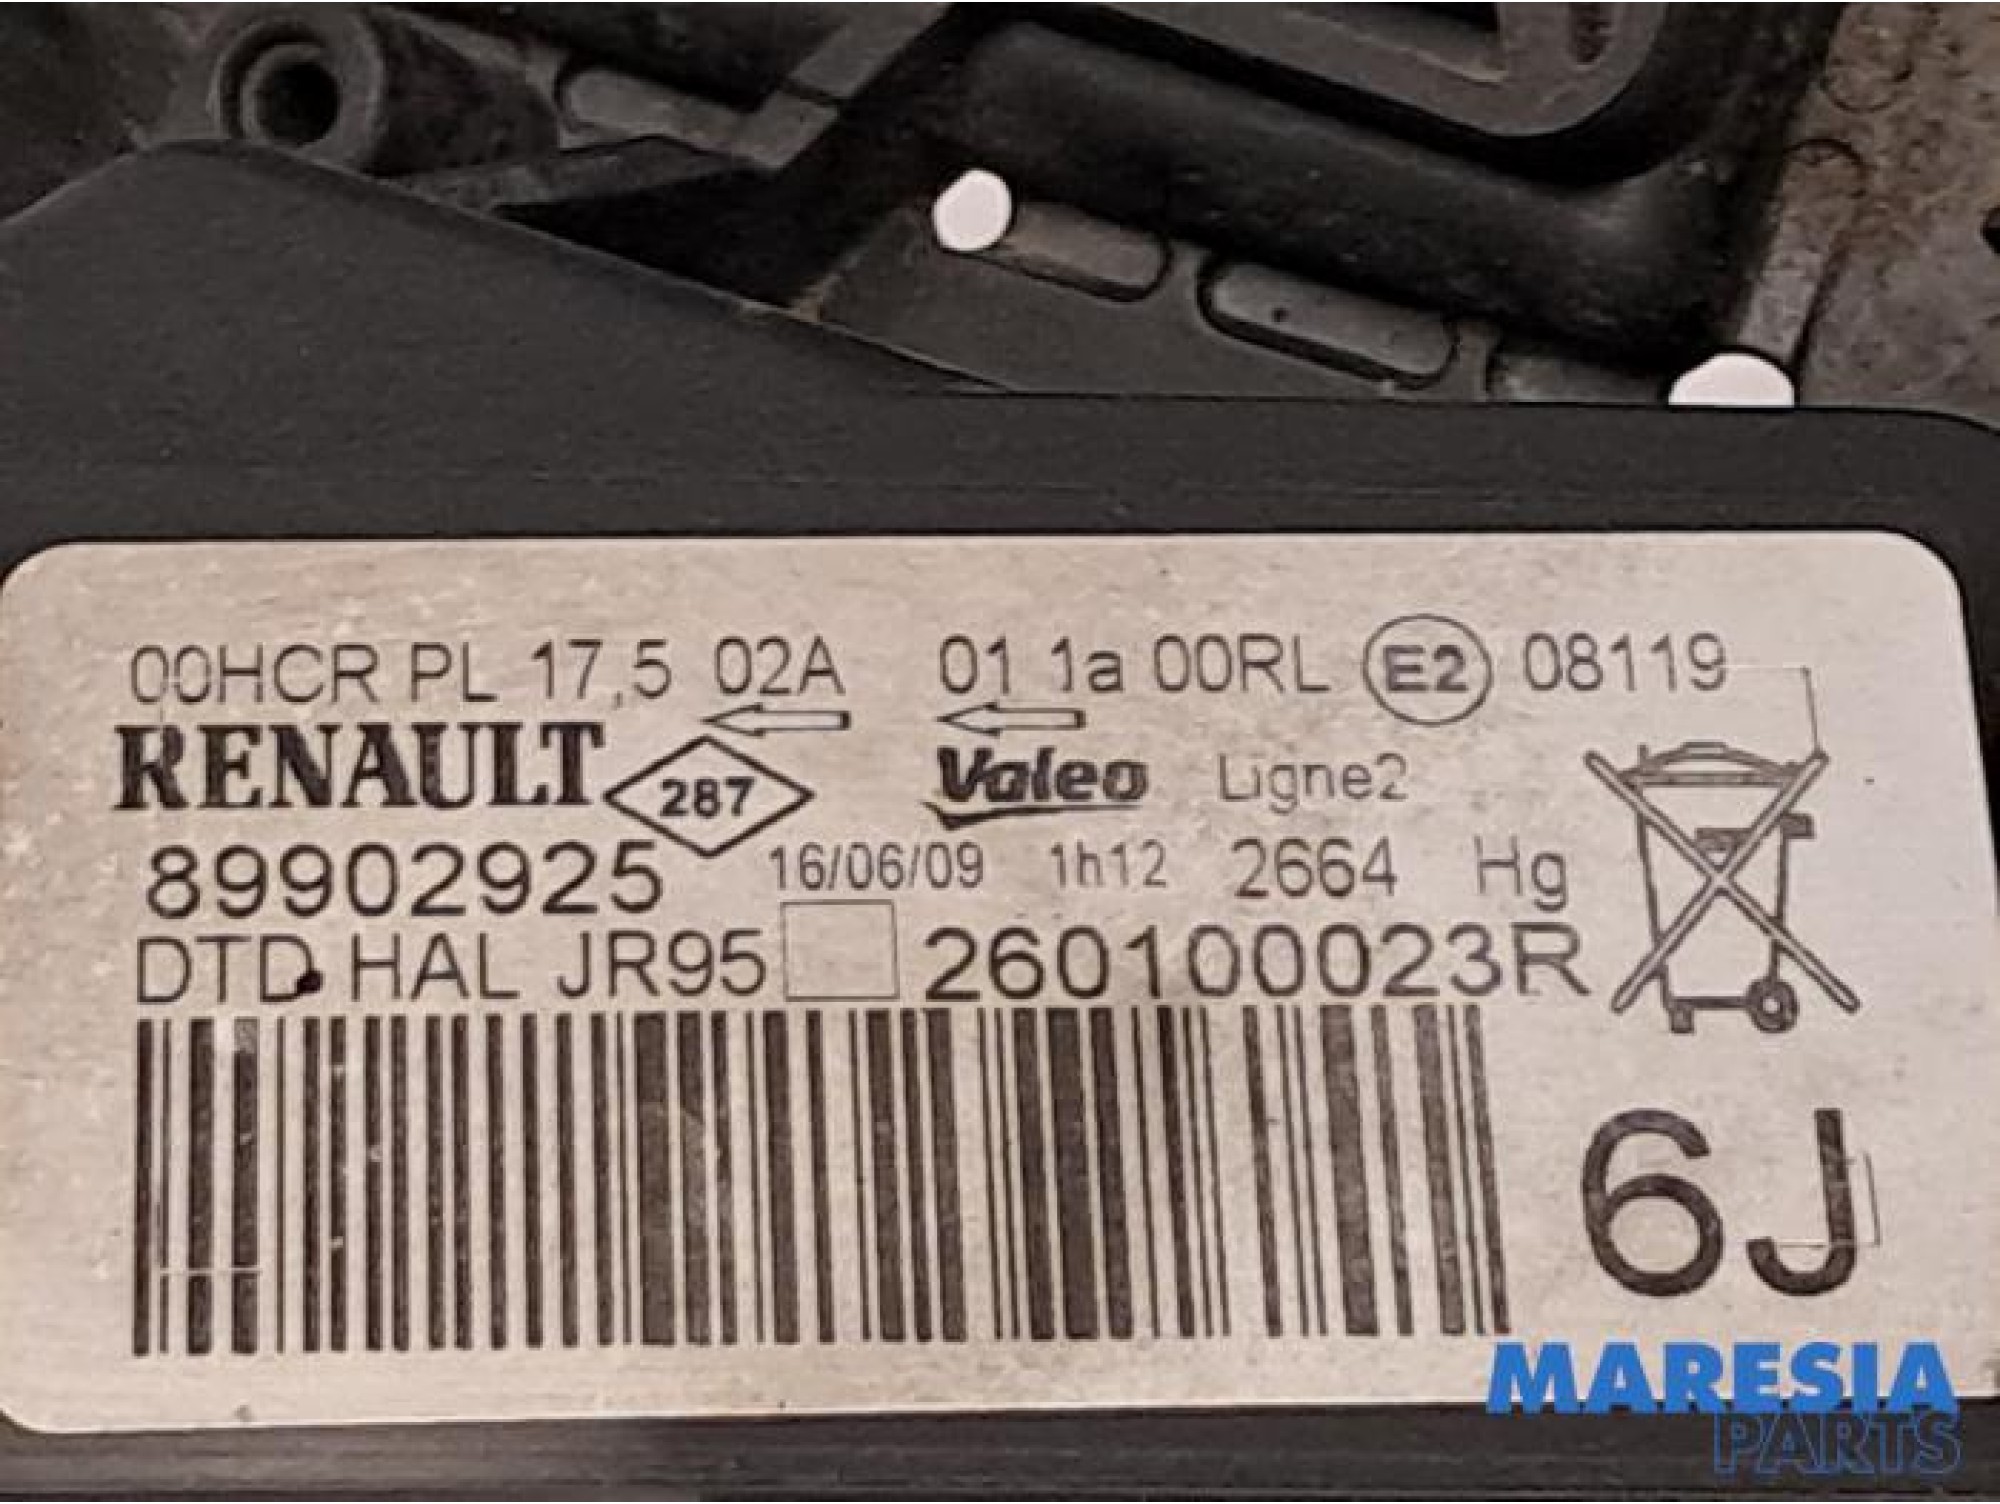 00HCR PL 17,5 02A 01 1a 00RL E2 08119
RENAULT 287 Valeo Ligne2
89902925 16/06/09 1h12 2664 Hg
DTD HAL JR95 260100023R
6J
MARESIA
PARTS